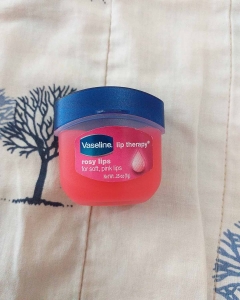 Vaseline. lip therapy®
rosy lips
for soft, pink lips